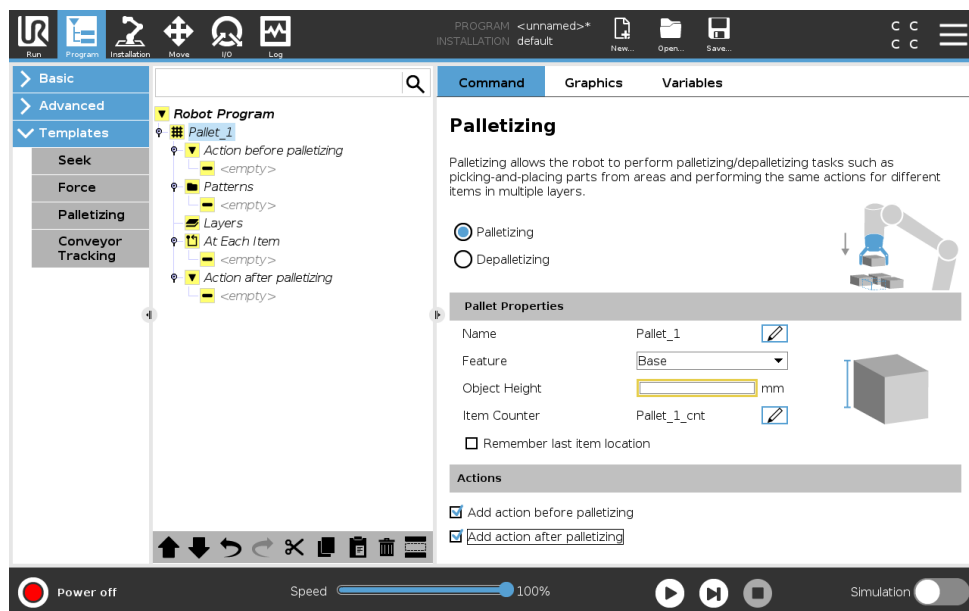 PROGRAM <unnamed>*
INSTALLATION default
UR
Run
Program
Installation
Move
I/O
Log
New...
Open...
Save...
C C
C C
Basic
Advanced
Templates
Seek
Force
Palletizing
Conveyor
Tracking
Robot Program
Pallet_1
Action before palletizing
<empty>
Patterns
<empty>
Layers
At Each Item
<empty>
Action after palletizing
<empty>
Command Graphics Variables
Palletizing
Palletizing allows the robot to perform palletizing/depalletizing tasks such as
picking-and-placing parts from areas and performing the same actions for different
items in multiple layers.
Palletizing
Depalletizing
Pallet Properties
Name Pallet_1
Feature Base
Object Height mm
Item Counter Pallet_1_cnt
Remember last item location
Actions
Add action before palletizing
Add action after palletizing
Power off
Speed 100%
Simulation